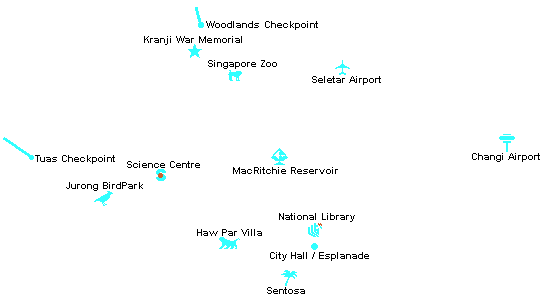 Woodlands Checkpoint
Kranji War Memorial
Singapore Zoo
Seletar Airport
Changi Airport
Tuas Checkpoint
Science Centre
MacRitchie Reservoir
Jurong BirdPark
National Library
Haw Par Villa
City Hall / Esplanade
Sentosa